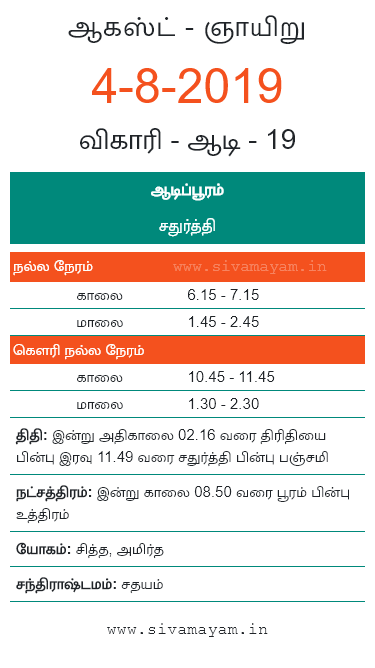 ஆகஸ்ட் - ஞாயிறு
4-8-2019
விகாரி - ஆடி - 19
ஆடிப்பூரம்
சதுர்த்தி
நல்ல நேரம் www.sivamayam.in
காலை 6.15 - 7.15
மாலை 1.45 - 2.45
கௌரி நல்ல நேரம்
காலை 10.45 - 11.45
மாலை 1.30 - 2.30
திதி: இன்று அதிகாலை 02.16 வரை திரிதியை
பின்பு இரவு 11.49 வரை சதுர்த்தி பின்பு பஞ்சமி
நட்சத்திரம்: இன்று காலை 08.50 வரை பூரம் பின்பு
உத்திரம்
யோகம்: சித்த, அமிர்த
சந்திராஷ்டமம்: சதயம்
www.sivamayam.in